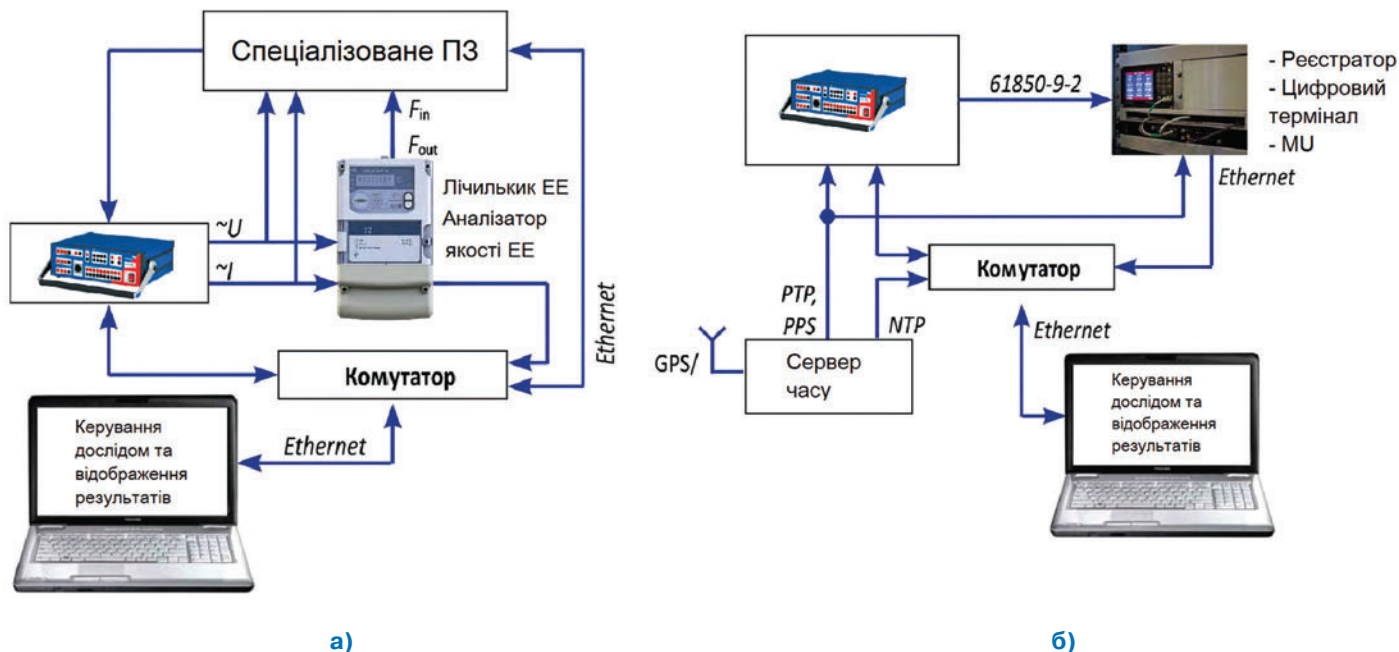 Спеціалізоване ПЗ
Fin
Fout
Лічилькик ЕЕ
Аналізатор
якості ЕЕ
~U
~I
Ethernet
Комутатор
Ethernet
Керування
дослідом та
відображення
результатів
а)
61850-9-2
- Реєстратор
- Цифровий
термінал
- MU
Ethernet
Комутатор
PTP,
PPS
NTP
Ethernet
GPS/
Сервер
часу
Керування
дослідом та
відображення
результатів
б)